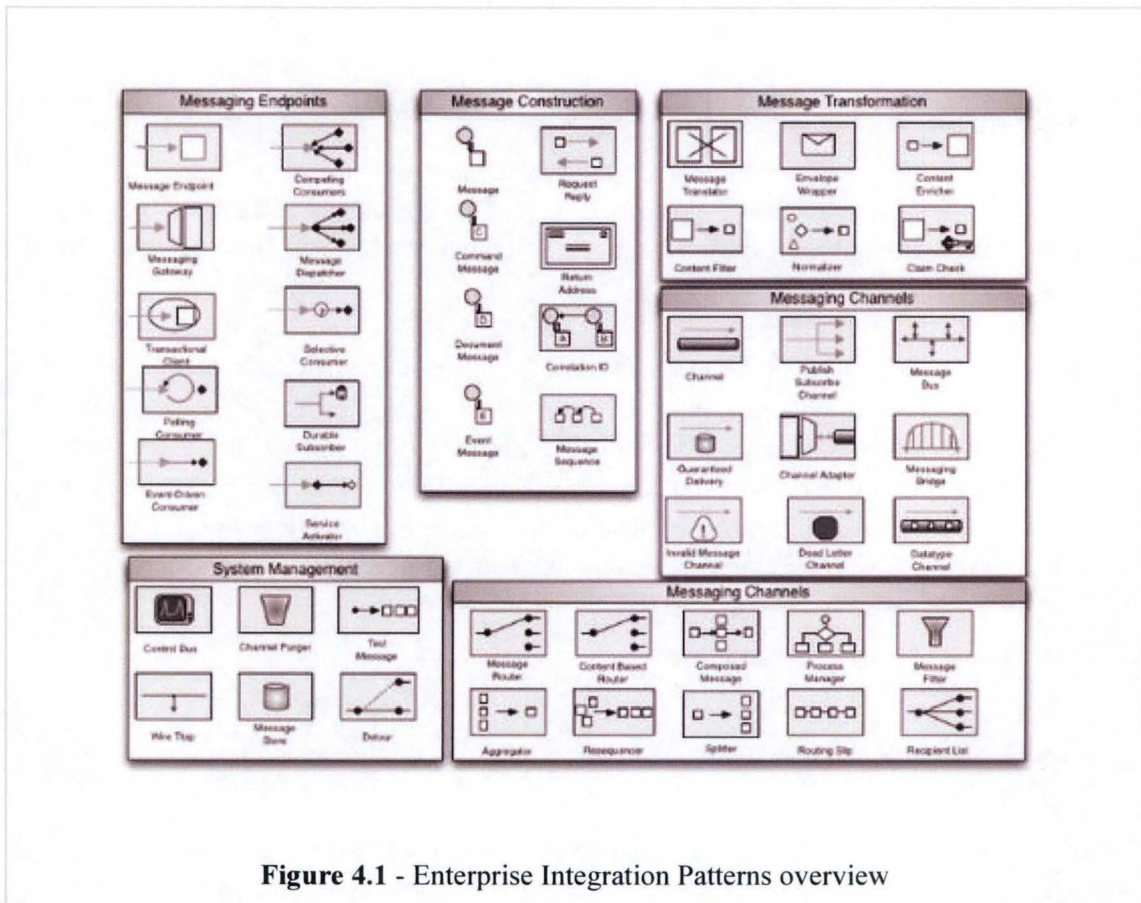 Messaging Endpoints
Message Endpoint
Competing
Consumers
Messaging
Gateway
Message
Dispatcher
Transactional
Client
Selective
Consumer
Polling
Consumer
Durable
Subscriber
Event-Driven
Consumer
Service
Activator
Message Construction
Message
Request
Reply
Command
Message
Return
Address
C
Document
Message
D
Correlation ID
A
B
Event
Message
E
Message
Sequence
Message Transformation
Message
Translator
Envelope
Wrapper
Content
Enricher
Content Filter
Normalizer
Claim Check
Messaging Channels
Channel
Publish
Subscribe
Channel
Message
Bus
Guaranteed
Delivery
Channel Adapter
Messaging
Bridge
Invalid Message
Channel
Dead Letter
Channel
Datatype
Channel
System Management
Control Bus
Channel Purger
Test
Message
Wire Tap
Message
Store
Detour
Messaging Channels
Message
Router
Content Based
Router
Composed
Message
Process
Manager
Message
Filter
Aggregator
Resequencer
Splitter
Routing Slip
Recipient List
Figure 4.1 - Enterprise Integration Patterns overview